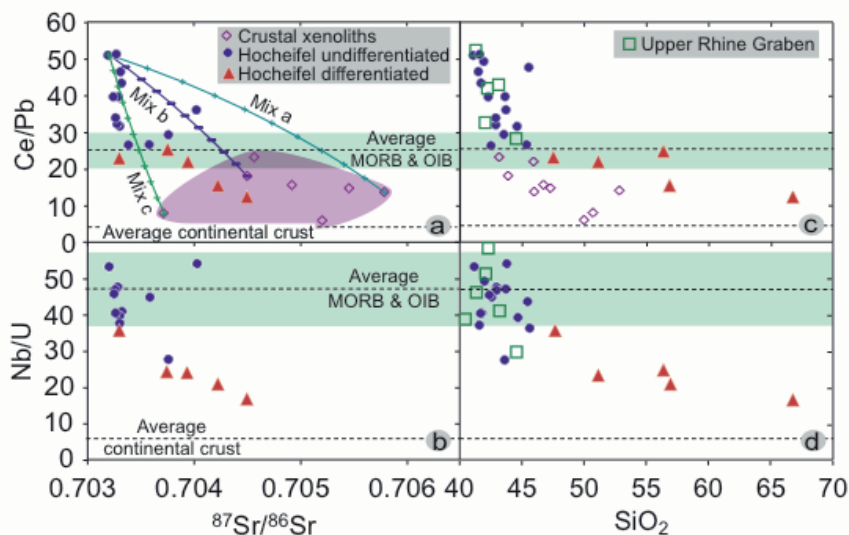 60
50
40
30
20
10
0
Ce/Pb
Crustal xenoliths
Hocheifel undifferentiated
Hocheifel differentiated
Mix a
Mix b
Mix c
Average
MORB & OIB
Average continental crust
a
Upper Rhine Graben
c
50
40
30
20
10
0
Nb/U
Average
MORB & OIB
Average
continental crust
b
d
0.703
0.704
0.705
0.706
40
45
50
55
60
65
70
⁸⁷Sr/⁸⁶Sr
SiO₂